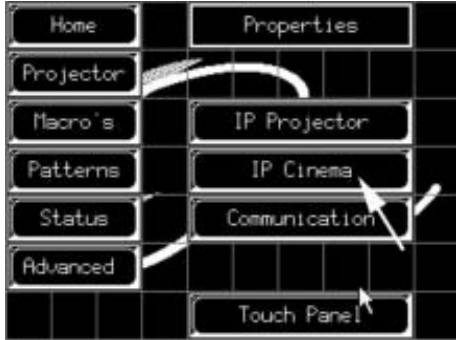 Home
Properties
Projector
Macro's
IP Projector
Patterns
IP Cinema
Status
Communication
Advanced
Touch Panel